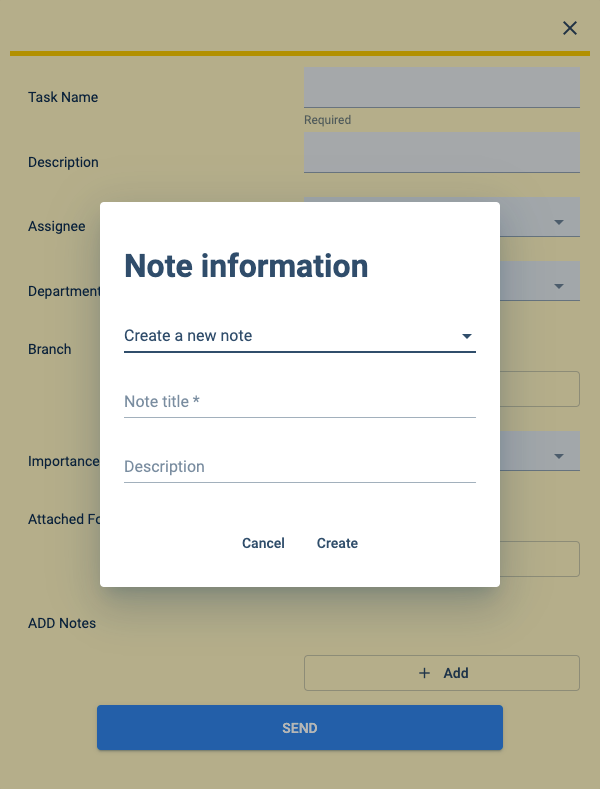 Task Name
Required
Description
Assignee
Department
Branch
Importance
Attached Fo
ADD Notes
Add
SEND
Note information
Create a new note
Note title *
Description
Cancel Create